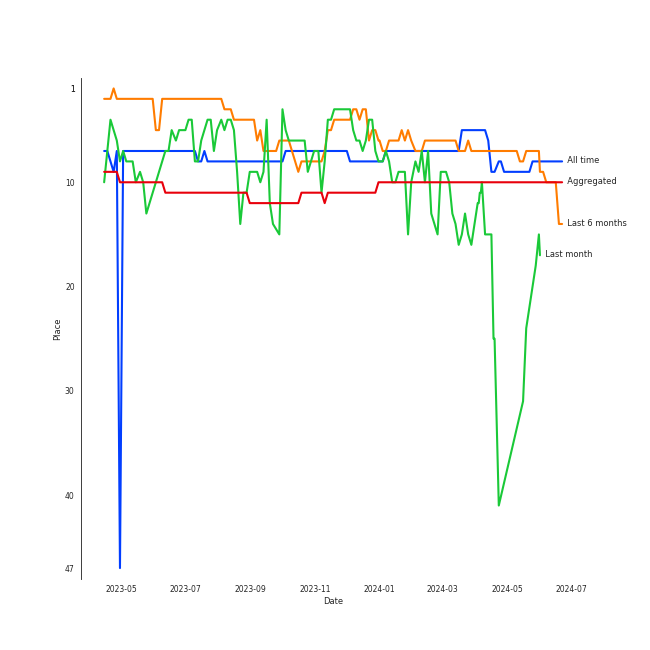 1
10
20
30
40
47
Place
All time
Aggregated
Last 6 months
Last month
2023-05 2023-07 2023-09 2023-11 2024-01 2024-03 2024-05 2024-07
Date